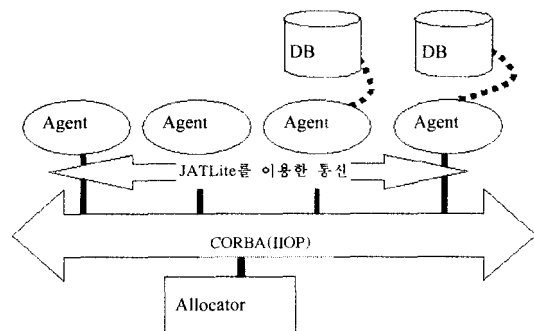 DB DB
Agent Agent Agent Agent
JATLite를 이용한 통신
CORBA(IIOP)
Allocator